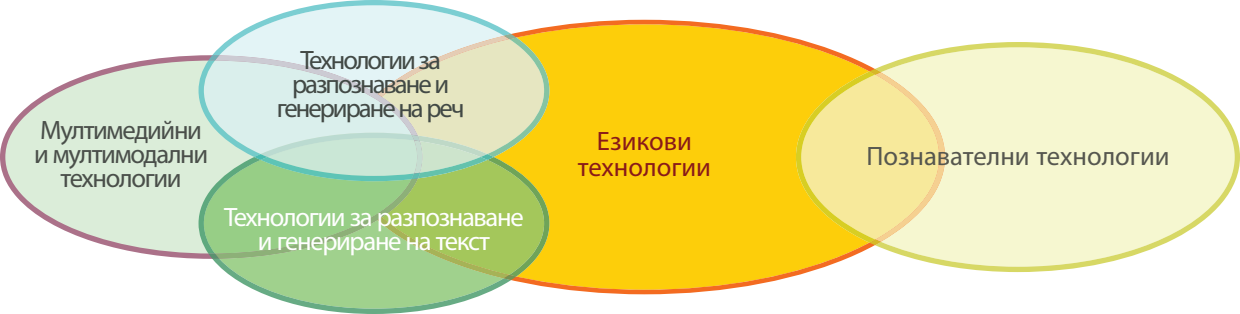 Технологии за
разпознаване и
генериране на реч
Мултимедийни
и мултимодални
технологии
Технологии за разпознаване
и генериране на текст
Езикови
технологии
Познавателни технологии